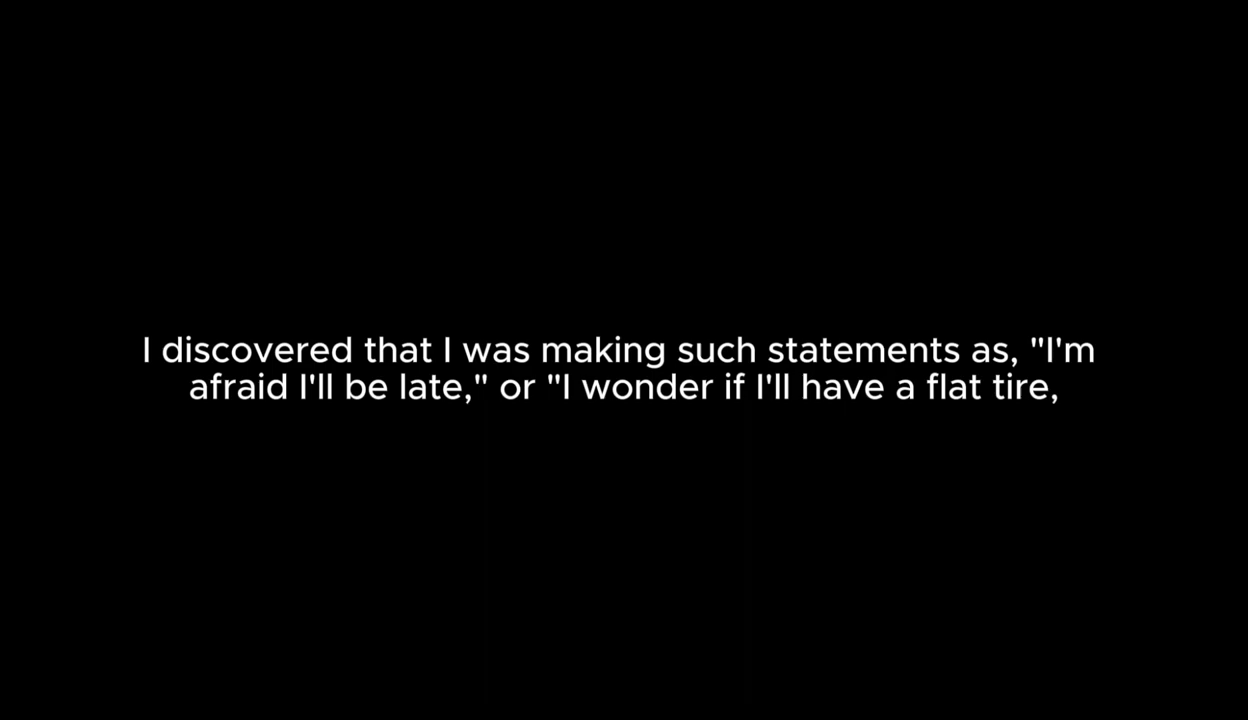 I discovered that I was making such statements as, "I'm
afraid I'll be late," or "I wonder if I'll have a flat tire,